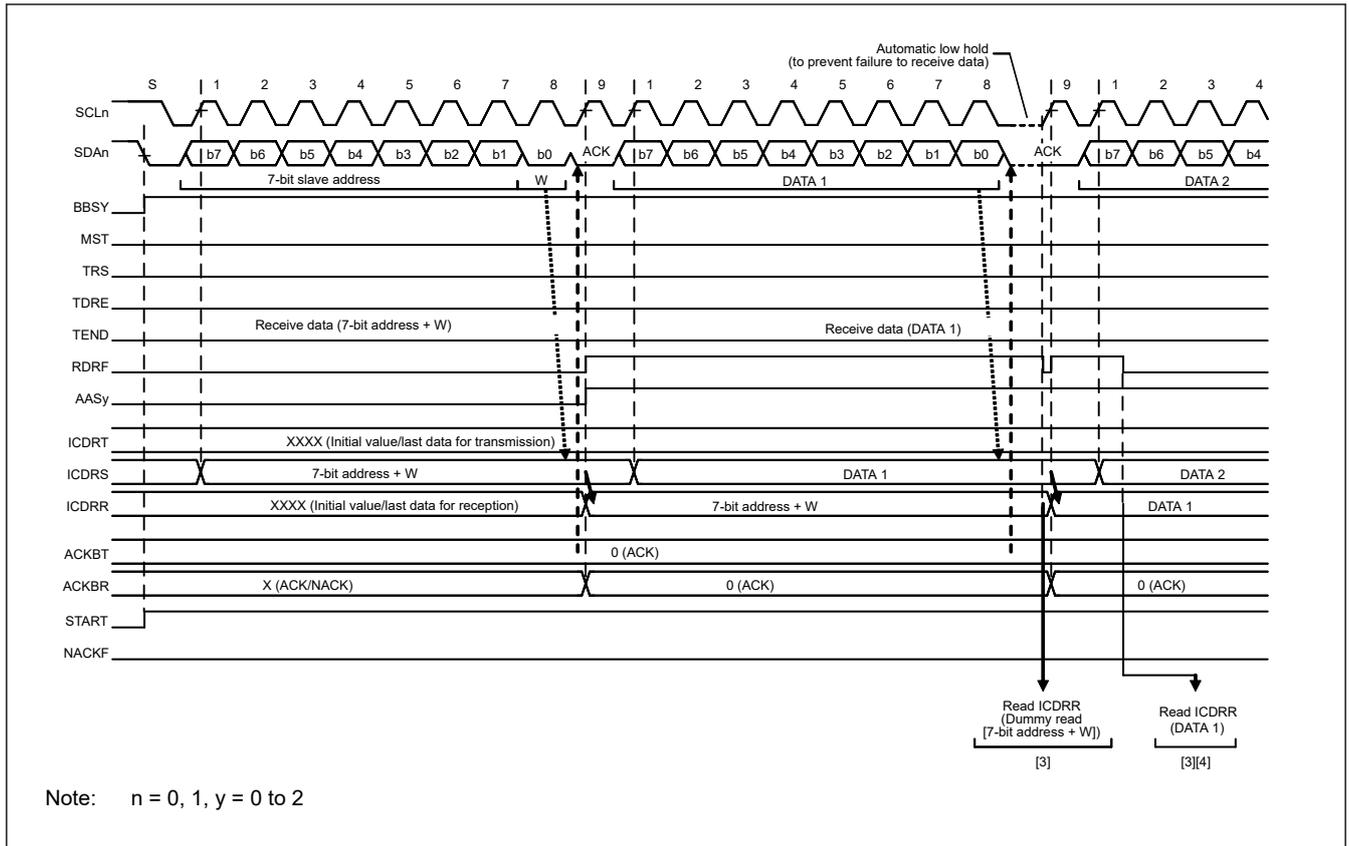 Automatic low hold
(to prevent failure to receive data)
S 1 2 3 4 5 6 7 8 9 1 2 3 4 5 6 7 8 9 1 2 3 4
SCLn
SDAn b7 b6 b5 b4 b3 b2 b1 b0 ACK b7 b6 b5 b4 b3 b2 b1 b0 ACK b7 b6 b5 b4
7-bit slave address W DATA 1 DATA 2
BBSY
MST
TRS
TDRE
Receive data (7-bit address + W) Receive data (DATA 1)
TEND
RDRF
AASy
ICDRT XXXX (Initial value/last data for transmission)
ICDRS 7-bit address + W DATA 1 DATA 2
ICDRR XXXX (Initial value/last data for reception) 7-bit address + W DATA 1
ACKBT 0 (ACK)
ACKBR X (ACK/NACK) 0 (ACK) 0 (ACK)
START
NACKF
Read ICDRR
(Dummy read
[7-bit address + W])
[3]
Read ICDRR
(DATA 1)
[3][4]
Note: n = 0, 1, y = 0 to 2